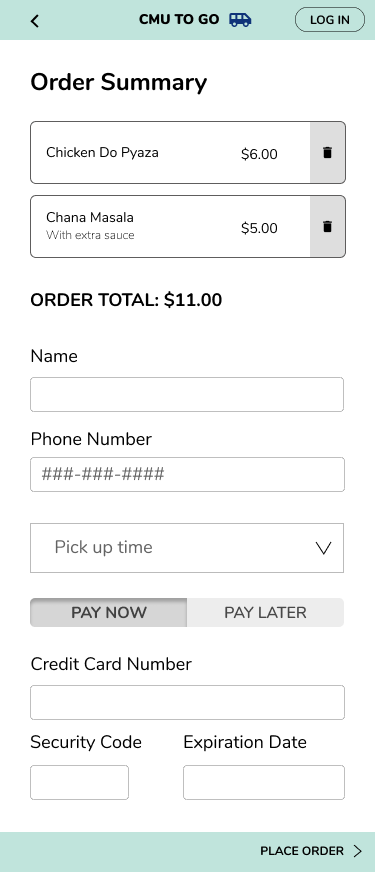 CMU TO GO
LOG IN
Order Summary
Chicken Do Pyaza $6.00
Chana Masala
With extra sauce
$5.00
ORDER TOTAL: $11.00
Name
Phone Number
###-###-####
Pick up time
PAY NOW PAY LATER
Credit Card Number
Security Code Expiration Date
PLACE ORDER